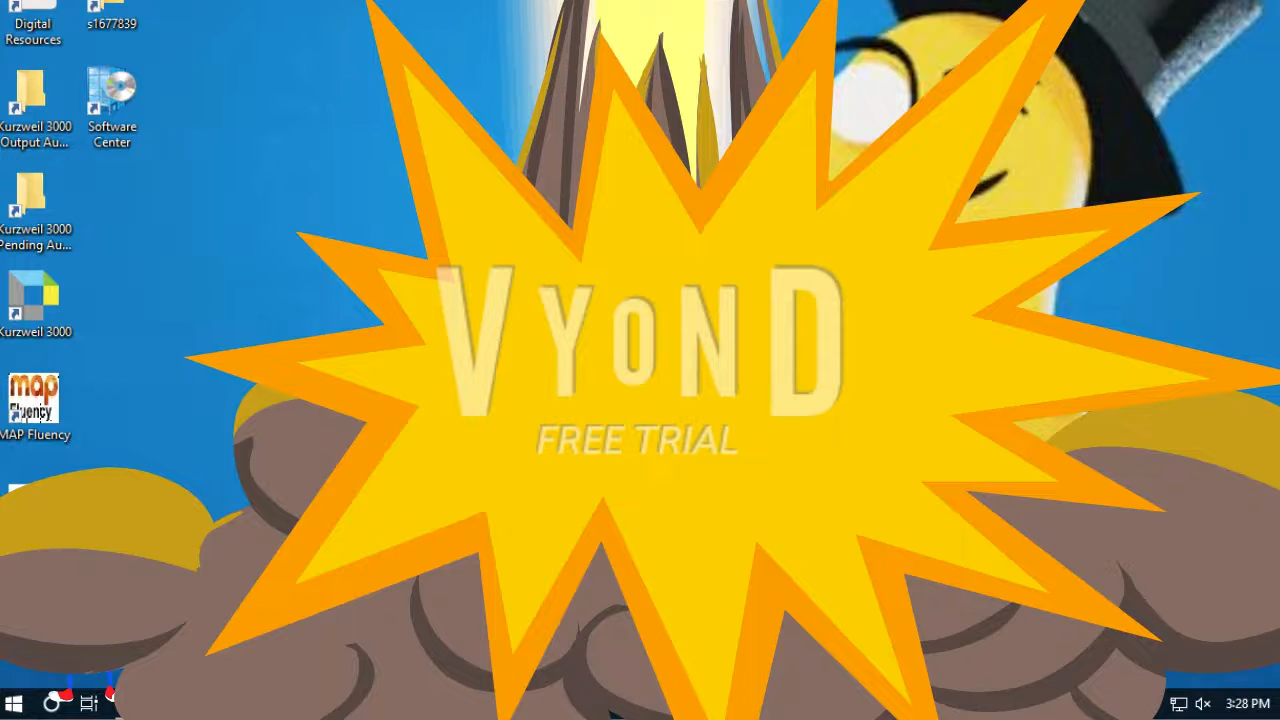 Digital
Resources
s1677839
Kurzweil 3000
Output Au...
Software
Center
Kurzweil 3000
Pending Au...
Kurzweil 3000
map
Fluency
MAP Fluency
VYOND
FREE TRIAL
3:28 PM